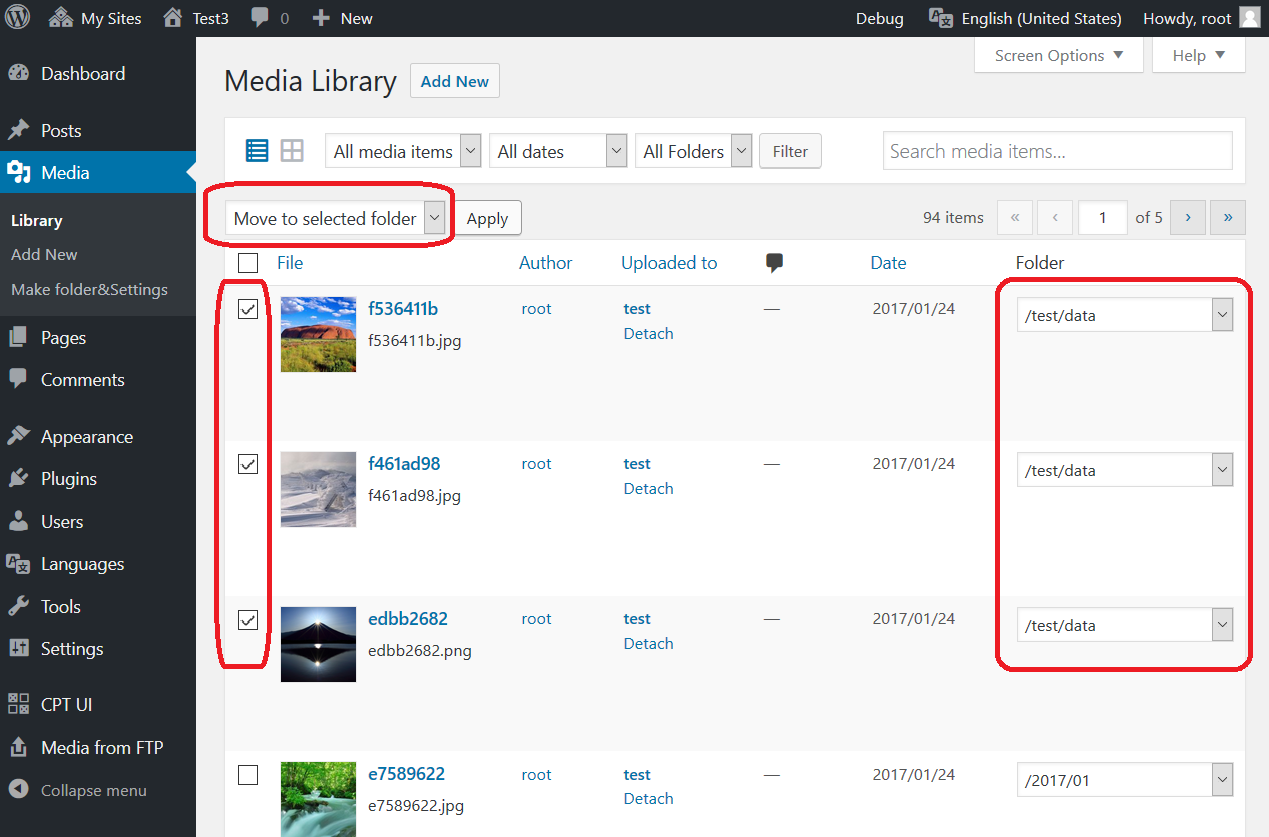 My Sites Test3 0 New Debug English (United States) Howdy, root
Screen Options Help
Dashboard
Posts
Media
Library
Add New
Make folder&Settings
Pages
Comments
Appearance
Plugins
Users
Languages
Tools
Settings
CPT UI
Media from FTP
Collapse menu
Media Library Add New
All media items All dates All Folders Filter Search media items...
Move to selected folder Apply 94 items « ‹ 1 of 5 › »
File Author Uploaded to Date Folder
f536411b root test — 2017/01/24 /test/data
f536411b.jpg Detach
f461ad98 root test — 2017/01/24 /test/data
f461ad98.jpg Detach
edbb2682 root test — 2017/01/24 /test/data
edbb2682.png Detach
e7589622 root test — 2017/01/24 /2017/01
e7589622.jpg Detach